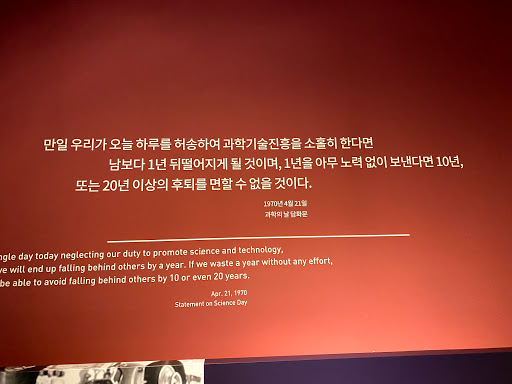 만일 우리가 오늘 하루를 허송하여 과학기술진흥을 소홀히 한다면
남보다 1년 뒤떨어지게 될 것이며, 1년을 아무 노력 없이 보낸다면 10년,
또는 20년 이상의 후퇴를 면할 수 없을 것이다.
1970년 4월 21일
과학의 날 담화문
ngle day today neglecting our duty to promote science and technology,
ve will end up falling behind others by a year. If we waste a year without any effort,
be able to avoid falling behind others by 10 or even 20 years.
Apr. 21, 1970
Statement on Science Day